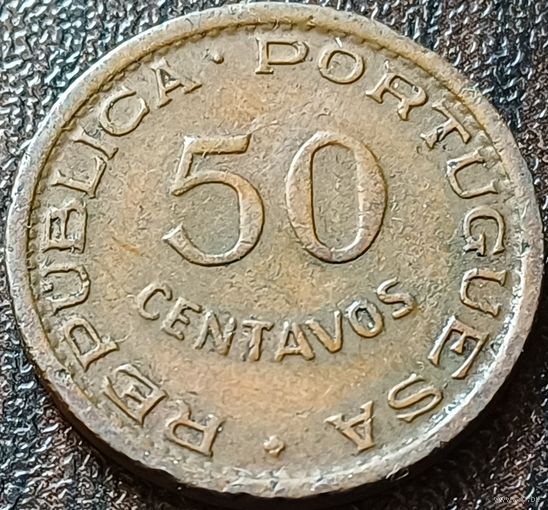 REPUBLICA · PORTUGUESA
50
CENTAVOS